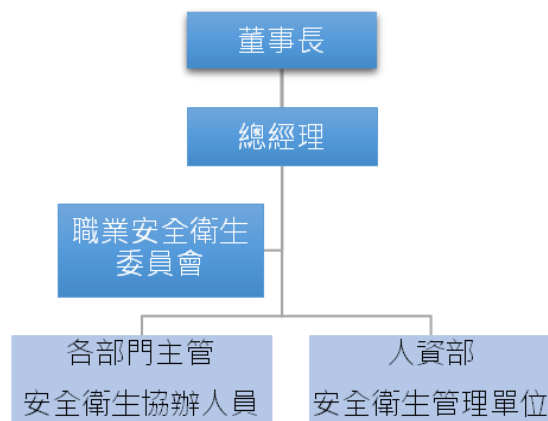 董事長
總經理
職業安全衛生
委員會
各部門主管
安全衛生協辦人員
人資部
安全衛生管理單位